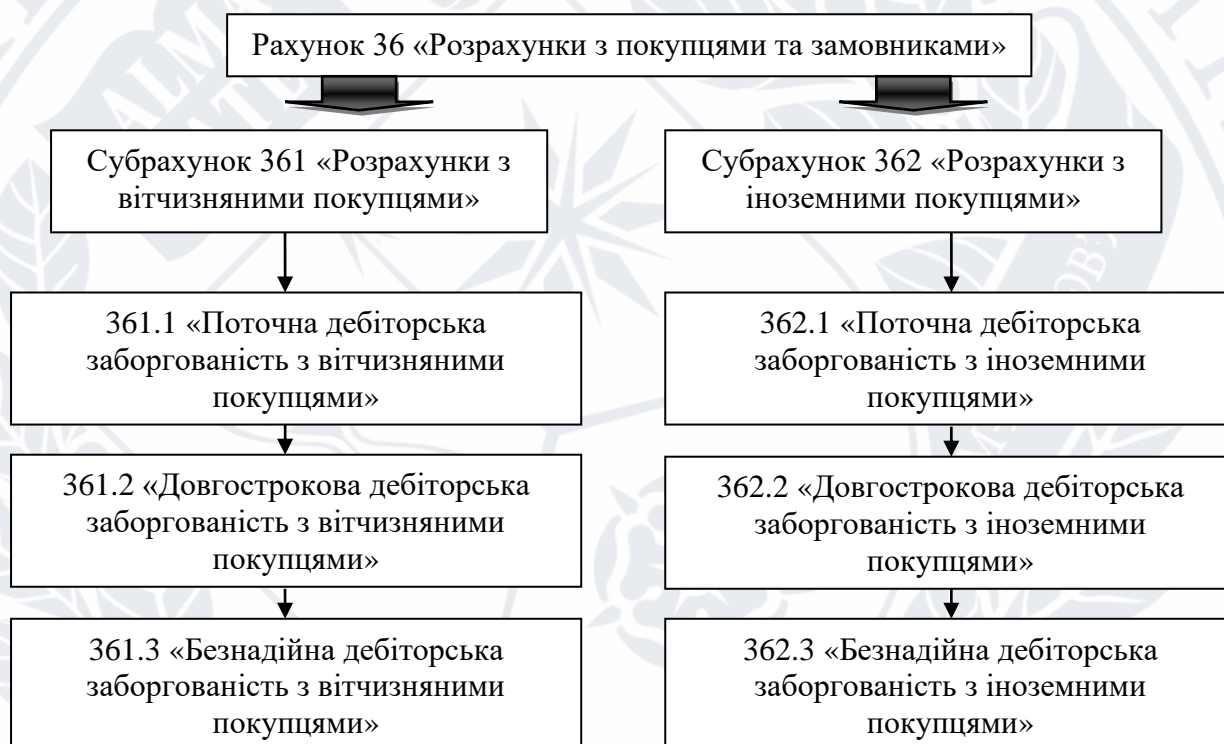 Рахунок 36 «Розрахунки з покупцями та замовниками»
Субрахунок 361 «Розрахунки з
вітчизняними покупцями»
Субрахунок 362 «Розрахунки з
іноземними покупцями»
361.1 «Поточна дебіторська
заборгованість з вітчизняними
покупцями»
362.1 «Поточна дебіторська
заборгованість з іноземними
покупцями»
361.2 «Довгострокова дебіторська
заборгованість з вітчизняними
покупцями»
362.2 «Довгострокова дебіторська
заборгованість з іноземними
покупцями»
361.3 «Безнадійна дебіторська
заборгованість з вітчизняними
покупцями»
362.3 «Безнадійна дебіторська
заборгованість з іноземними
покупцями»